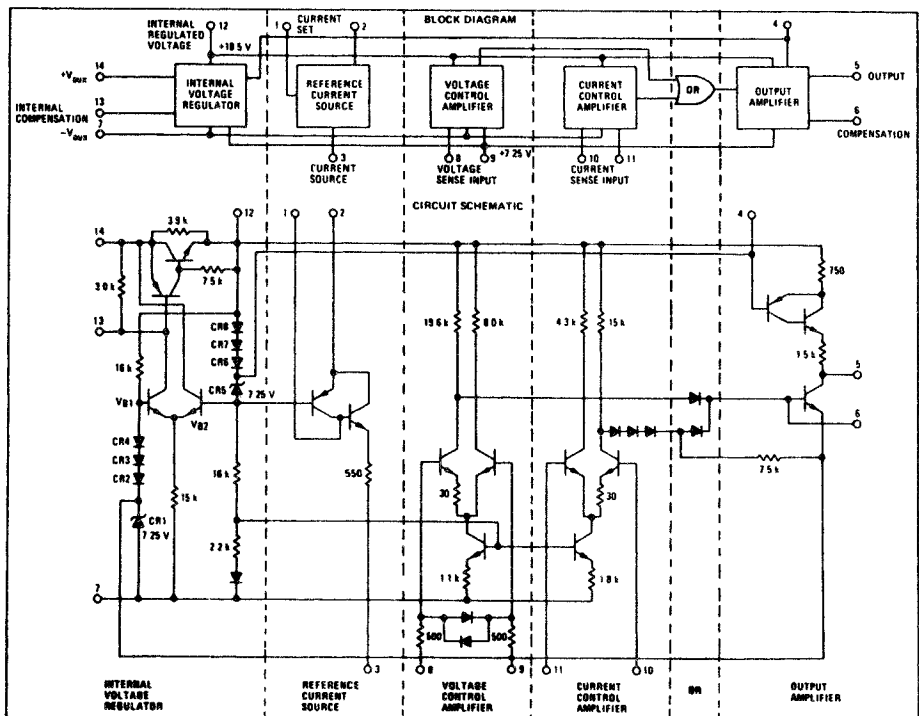 BLOCK DIAGRAM
INTERNAL
REGULATED
VOLTAGE
12
+18 5 V
1
CURRENT
SET
2
4
14
+VAUX
13
INTERNAL COMPENSATION
7
-VAUX
INTERNAL
VOLTAGE
REGULATOR
REFERENCE
CURRENT
SOURCE
VOLTAGE
CONTROL
AMPLIFIER
CURRENT
CONTROL
AMPLIFIER
OR
OUTPUT
AMPLIFIER
5
OUTPUT
6
COMPENSATION
3
CURRENT
SOURCE
8
9
+7 25 V
VOLTAGE
SENSE INPUT
10
11
CURRENT
SENSE INPUT
CIRCUIT SCHEMATIC
14
3 9 k
12
1
2
4
7 5 k
3 0 k
13
16 k
CR8
CR7
CR6
CR5
7 25 V
VB1
VB2
CR4
CR3
CR2
CR1
7 25 V
15 k
16 k
2 2 k
7
550
3
19 6 k
8 0 k
30
1 1 k
500
500
8
9
4 3 k
15 k
30
1 8 k
11
10
7 5 k
750
7 5 k
5
6
INTERNAL
VOLTAGE
REGULATOR
REFERENCE
CURRENT
SOURCE
VOLTAGE
CONTROL
AMPLIFIER
CURRENT
CONTROL
AMPLIFIER
OR
OUTPUT
AMPLIFIER